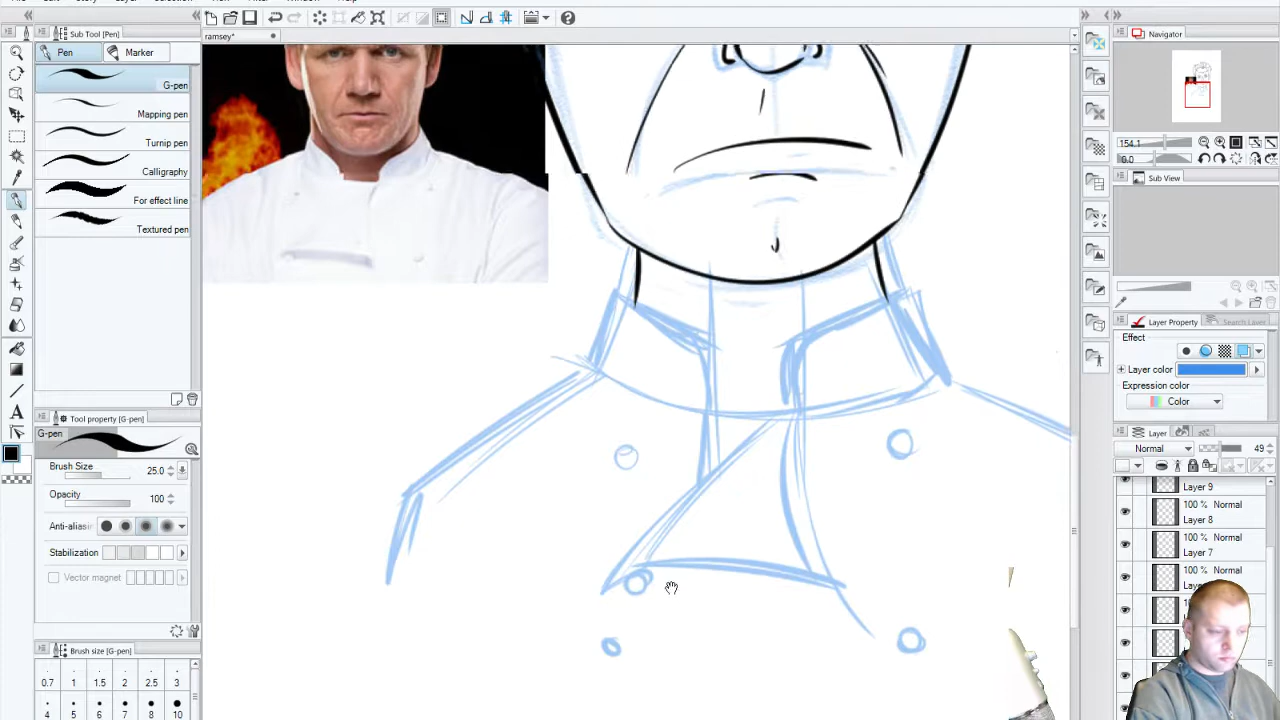 Sub Tool [Pen]
Pen
Marker
G-pen
Mapping pen
Turnip pen
Calligraphy
For effect line
Textured pen
Tool property [G-pen]
G-pen
Brush Size
25.0
Opacity
100
Stabilization
Vector magnet
Brush size [G-pen]
0.7 1 1.5 2 2.5 3
4 5 6 7 8 10
ramsey*
Navigator
154.1
0.0
Sub View
Layer Property
Search Layer
Effect
Layer color
Expression color
Color
Layer
Normal
49
Layer 9
100 % Normal
Layer 8
100 % Normal
Layer 7
100 % Normal